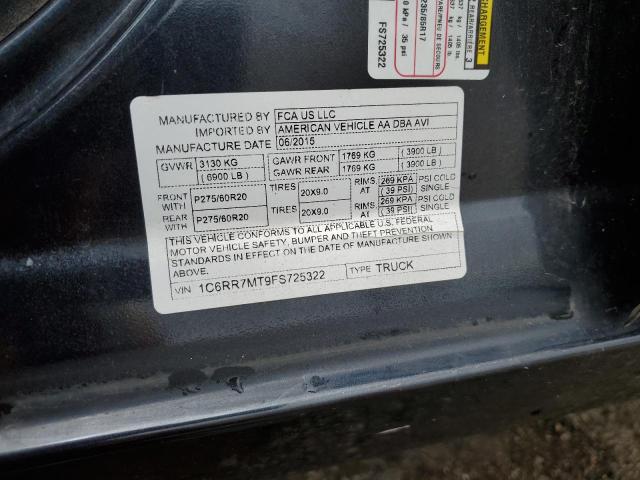 MANUFACTURED BY FCA US LLC
IMPORTED BY AMERICAN VEHICLE AA DBA AVI
MANUFACTURE DATE 06/2015
GVWR 3130 KG GAWR FRONT 1769 KG ( 3900 LB )
( 6900 LB ) GAWR REAR 1769 KG ( 3900 LB )
FRONT WITH P275/60R20 TIRES 20X9.0 RIMS. AT 269 KPA ( 39 PSI) PSI COLD SINGLE
REAR WITH P275/60R20 TIRES 20X9.0 RIMS. AT 269 KPA ( 39 PSI) PSI COLD SINGLE
THIS VEHICLE CONFORMS TO ALL APPLICABLE U.S. FEDERAL
MOTOR VEHICLE SAFETY, BUMPER AND THEFT PREVENTION
STANDARDS IN EFFECT ON THE DATE OF MANUFACTURE SHOWN
ABOVE.
VIN 1C6RR7MT9FS725322 TYPE TRUCK
FS725322
35 psi
235/85R17